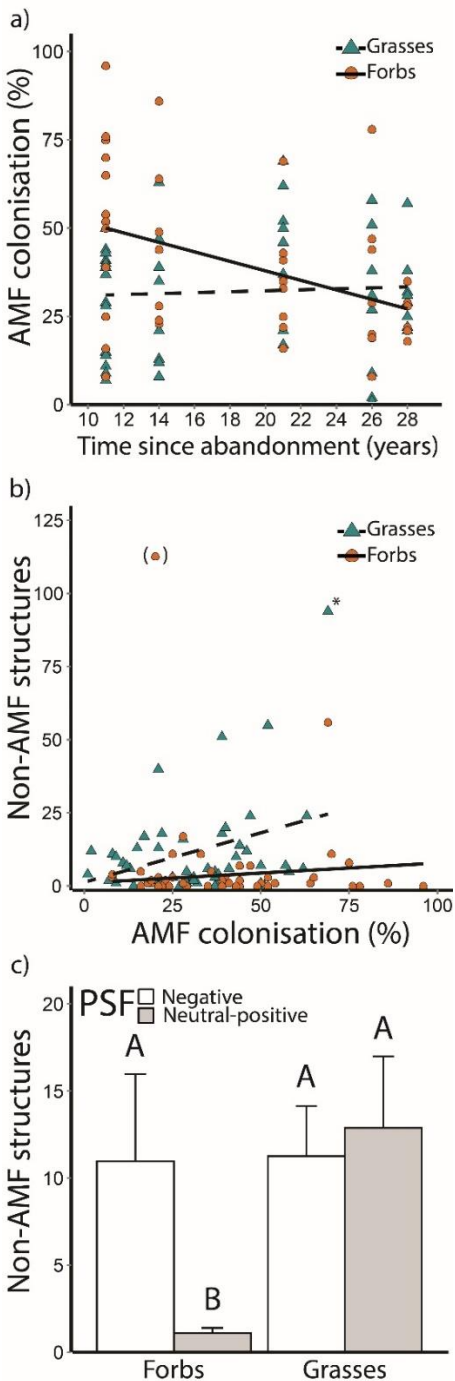 a)
Grasses
Forbs
100
75
50
25
0
AMF colonisation (%)
10 12 14 16 18 20 22 24 26 28
Time since abandonment (years)
b)
Grasses
Forbs
125
100
75
50
25
0
( )
*
Non-AMF structures
0 25 50 75 100
AMF colonisation (%)
c)
PSF
Negative
Neutral-positive
20
15
10
5
0
Non-AMF structures
A
B
A
A
Forbs Grasses